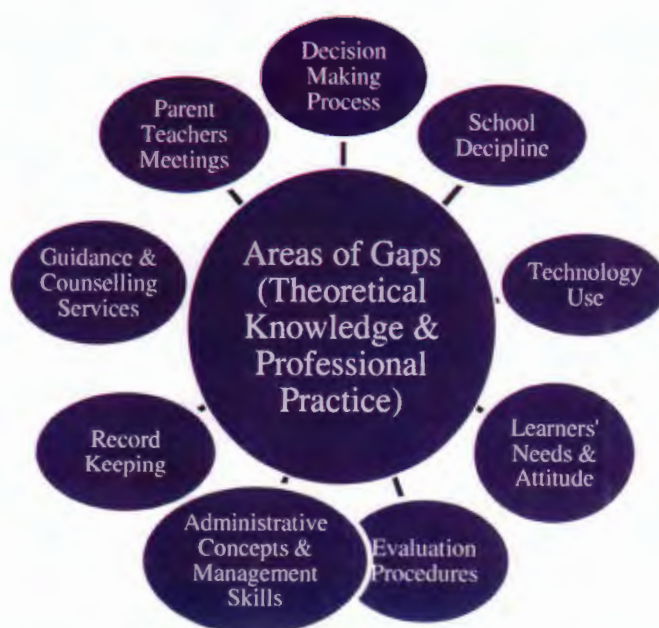 Decision
Making
Process
School
Decipline
Technology
Use
Learners'
Needs &
Attitude
Evaluation
Procedures
Administrative
Concepts &
Management
Skills
Record
Keeping
Guidance &
Counselling
Services
Parent
Teachers
Meetings
Areas of Gaps
(Theoretical
Knowledge &
Professional
Practice)